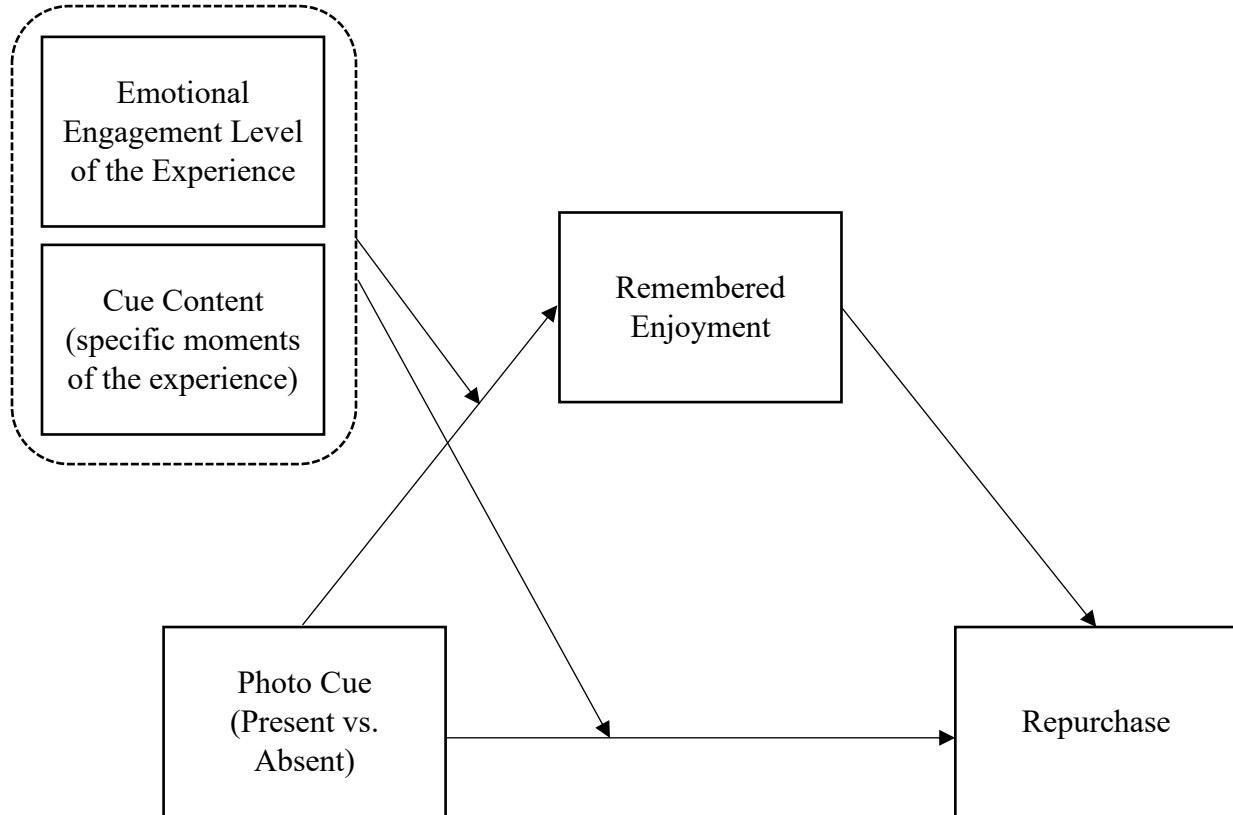 Emotional
Engagement Level
of the Experience
Cue Content
(specific moments
of the experience)
Remembered
Enjoyment
Photo Cue
(Present vs.
Absent)
Repurchase